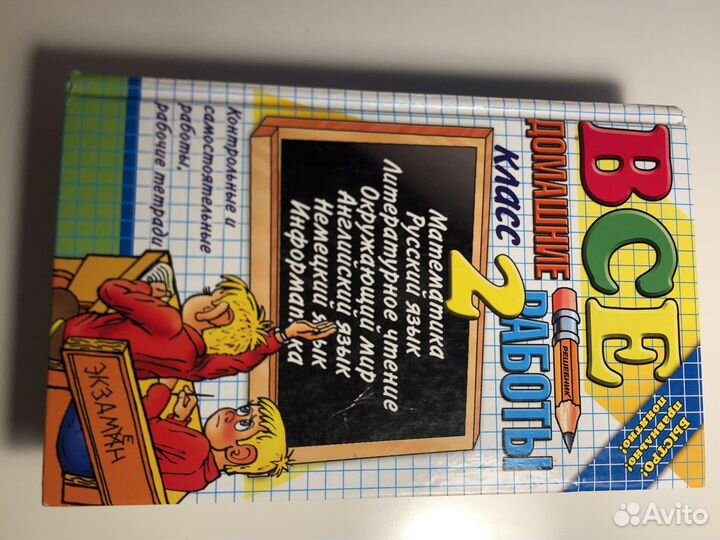 ВСЕ
ДОМАШНИЕ
РАБОТЫ
РЕШЕБНИК
класс 2
БЫСТРО!
правильно!
понятно!
Математика
Русский язык
Литературное чтение
Окружающий мир
Английский язык
Немецкий язык
Информатика
Контрольные и
самостоятельные
работы,
рабочие тетради
ЭКЗАМЕН
Avito